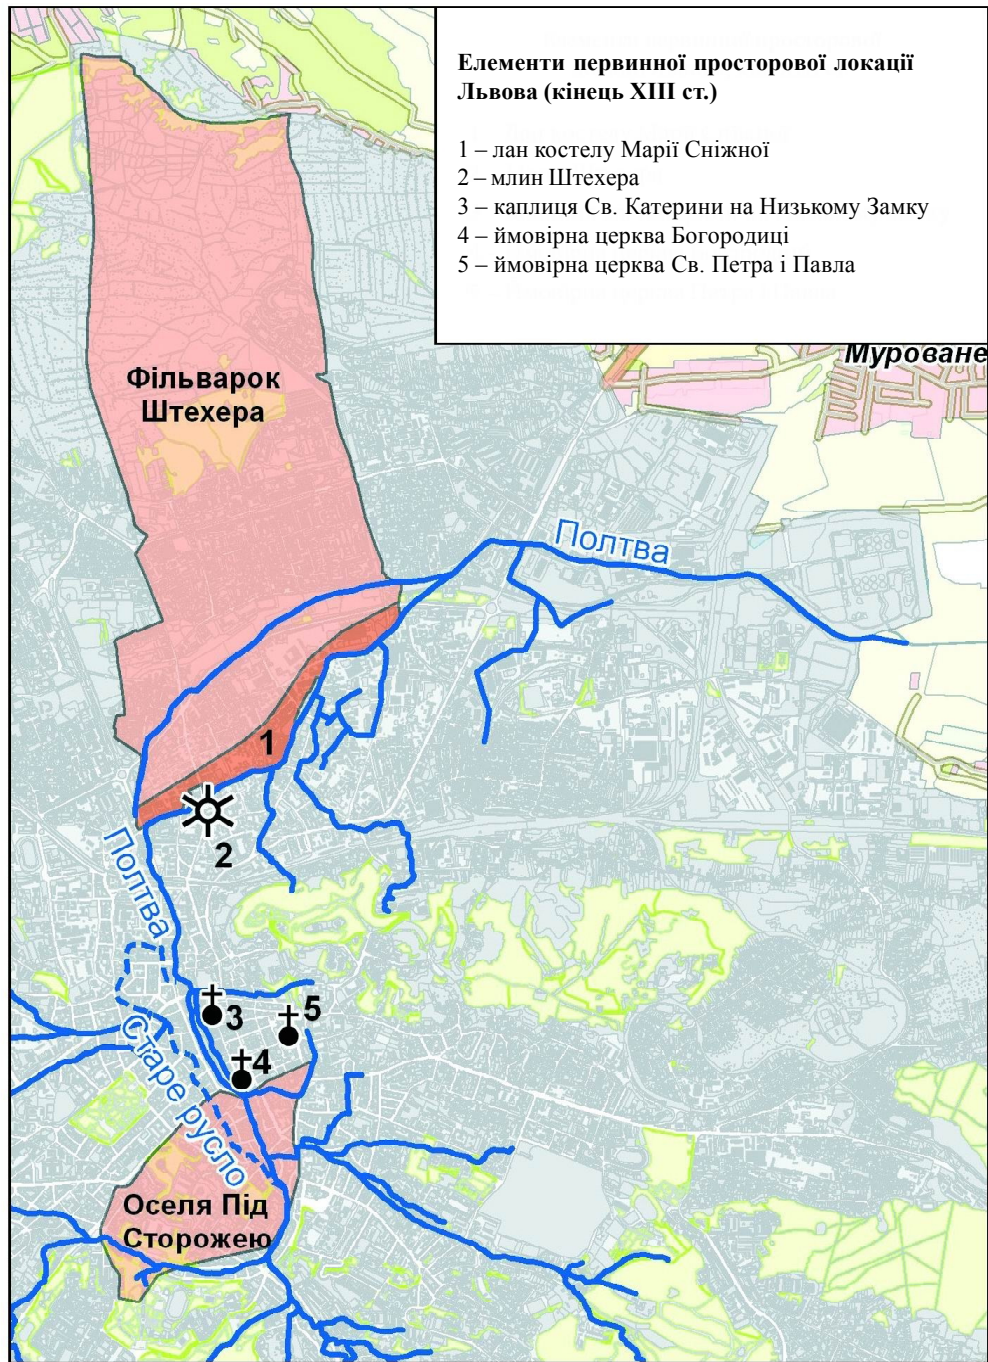 Елементи первинної просторової локації
Львова (кінець XIII ст.)
1 – лан костелу Марії Сніжної
2 – млин Штехера
3 – каплиця Св. Катерини на Низькому Замку
4 – ймовірна церква Богородиці
5 – ймовірна церква Св. Петра і Павла
Муроване
Фільварок
Штехера
Полтва
1
2
Полтва
3
5
4
Старе русло
Оселя Під
Сторожею